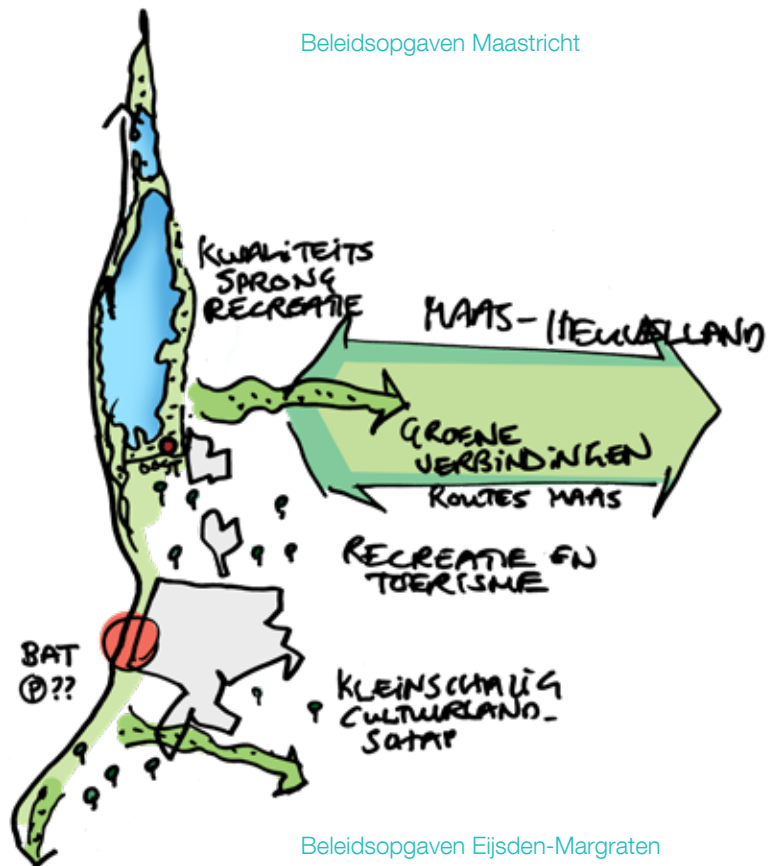 Beleidsopgaven Maastricht
KWALITEITS
SPRONG
RECREATIE
MAAS-HEUVELLAND
GROENE
VERBINDINGEN
ROUTES MAAS
OOST
RECREATIE EN
TOERISME
BAT
Ⓟ??
KLEINSCHALIG
CULTUURLAND-
SCHAP
Beleidsopgaven Eijsden-Margraten